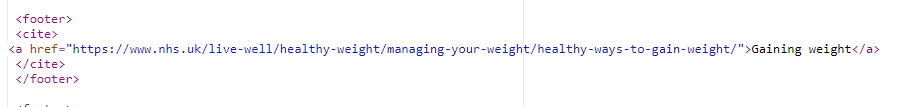 <footer>
<cite>
<a href="https://www.nhs.uk/live-well/healthy-weight/managing-your-weight/healthy-ways-to-gain-weight/">Gaining weight</a>
</cite>
</footer>